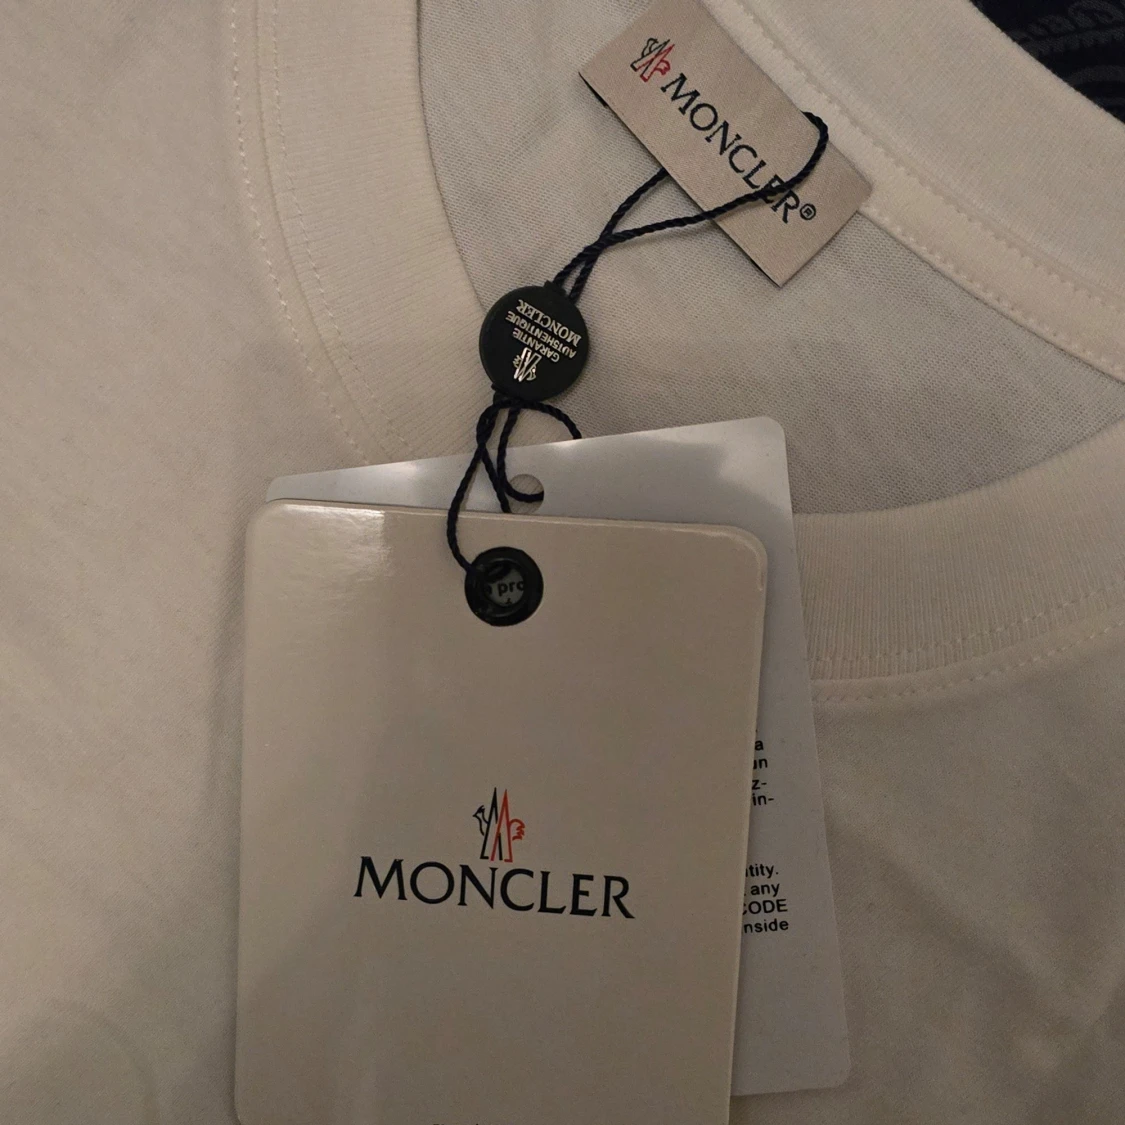 MONCLER®
GARANTIE
AUTHENTIQUE
MONCLER
pro
a
un
z-
in-
tity.
any
CODE
nside
MONCLER